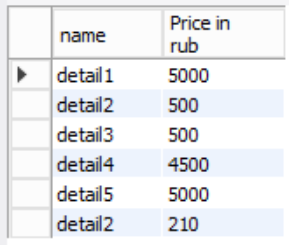 name Price in rub
detail1 5000
detail2 500
detail3 500
detail4 4500
detail5 5000
detail2 210